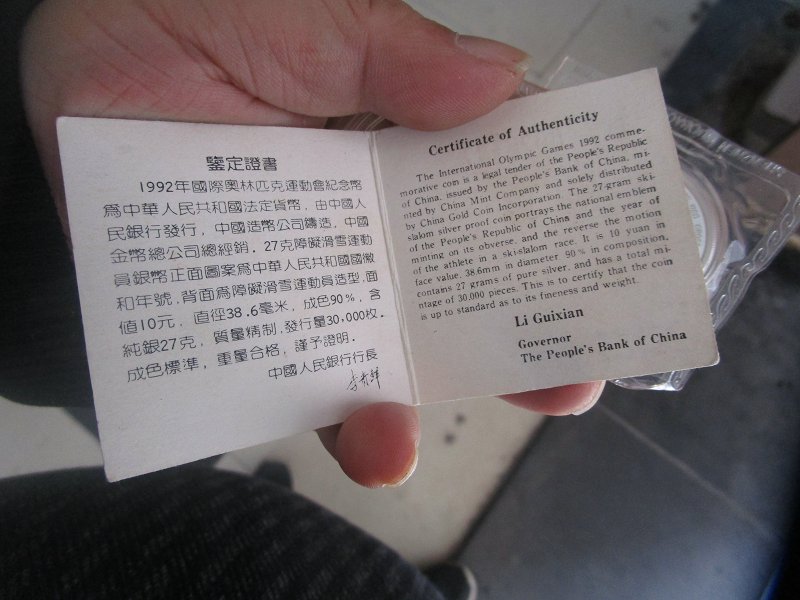 鑒定證書
1992年國際奧林匹克運動會紀念幣
爲中華人民共和國法定貨幣，由中國人
民銀行發行，中國造幣公司鑄造，中國
金幣總公司總經銷．27克障礙滑雪運動
員銀幣正面圖案爲中華人民共和國國徽
和年號，背面爲障礙滑雪運動員造型，面
值10元，直徑38.6毫米，成色90%，含
純銀27克，質量精制，發行量30,000枚．
成色標準，重量合格，謹予證明．
中國人民銀行行長
Certificate of Authenticity
The International Olympic Games 1992 comme-
morative coin is a legal tender of the People's Republic
of China, issued by the People's Bank of China, mi-
nted by China Mint Company and solely distributed
by China Gold Coin Incorporation. The 27-gram ski-
slalom silver proof coin portrays the national emblem
of the People's Republic of China and the year of
minting on its obverse, and the reverse the motion
of the athlete in a skislalom race. It is 10 yuan in
face value, 38.6mm in diameter 90% in composition,
contains 27 grams of pure silver, and has a total mi-
ntage of 30,000 pieces. This is to certify that the coin
is up to standard as to its fineness and weight.
Li Guixian
Governor
The People's Bank of China